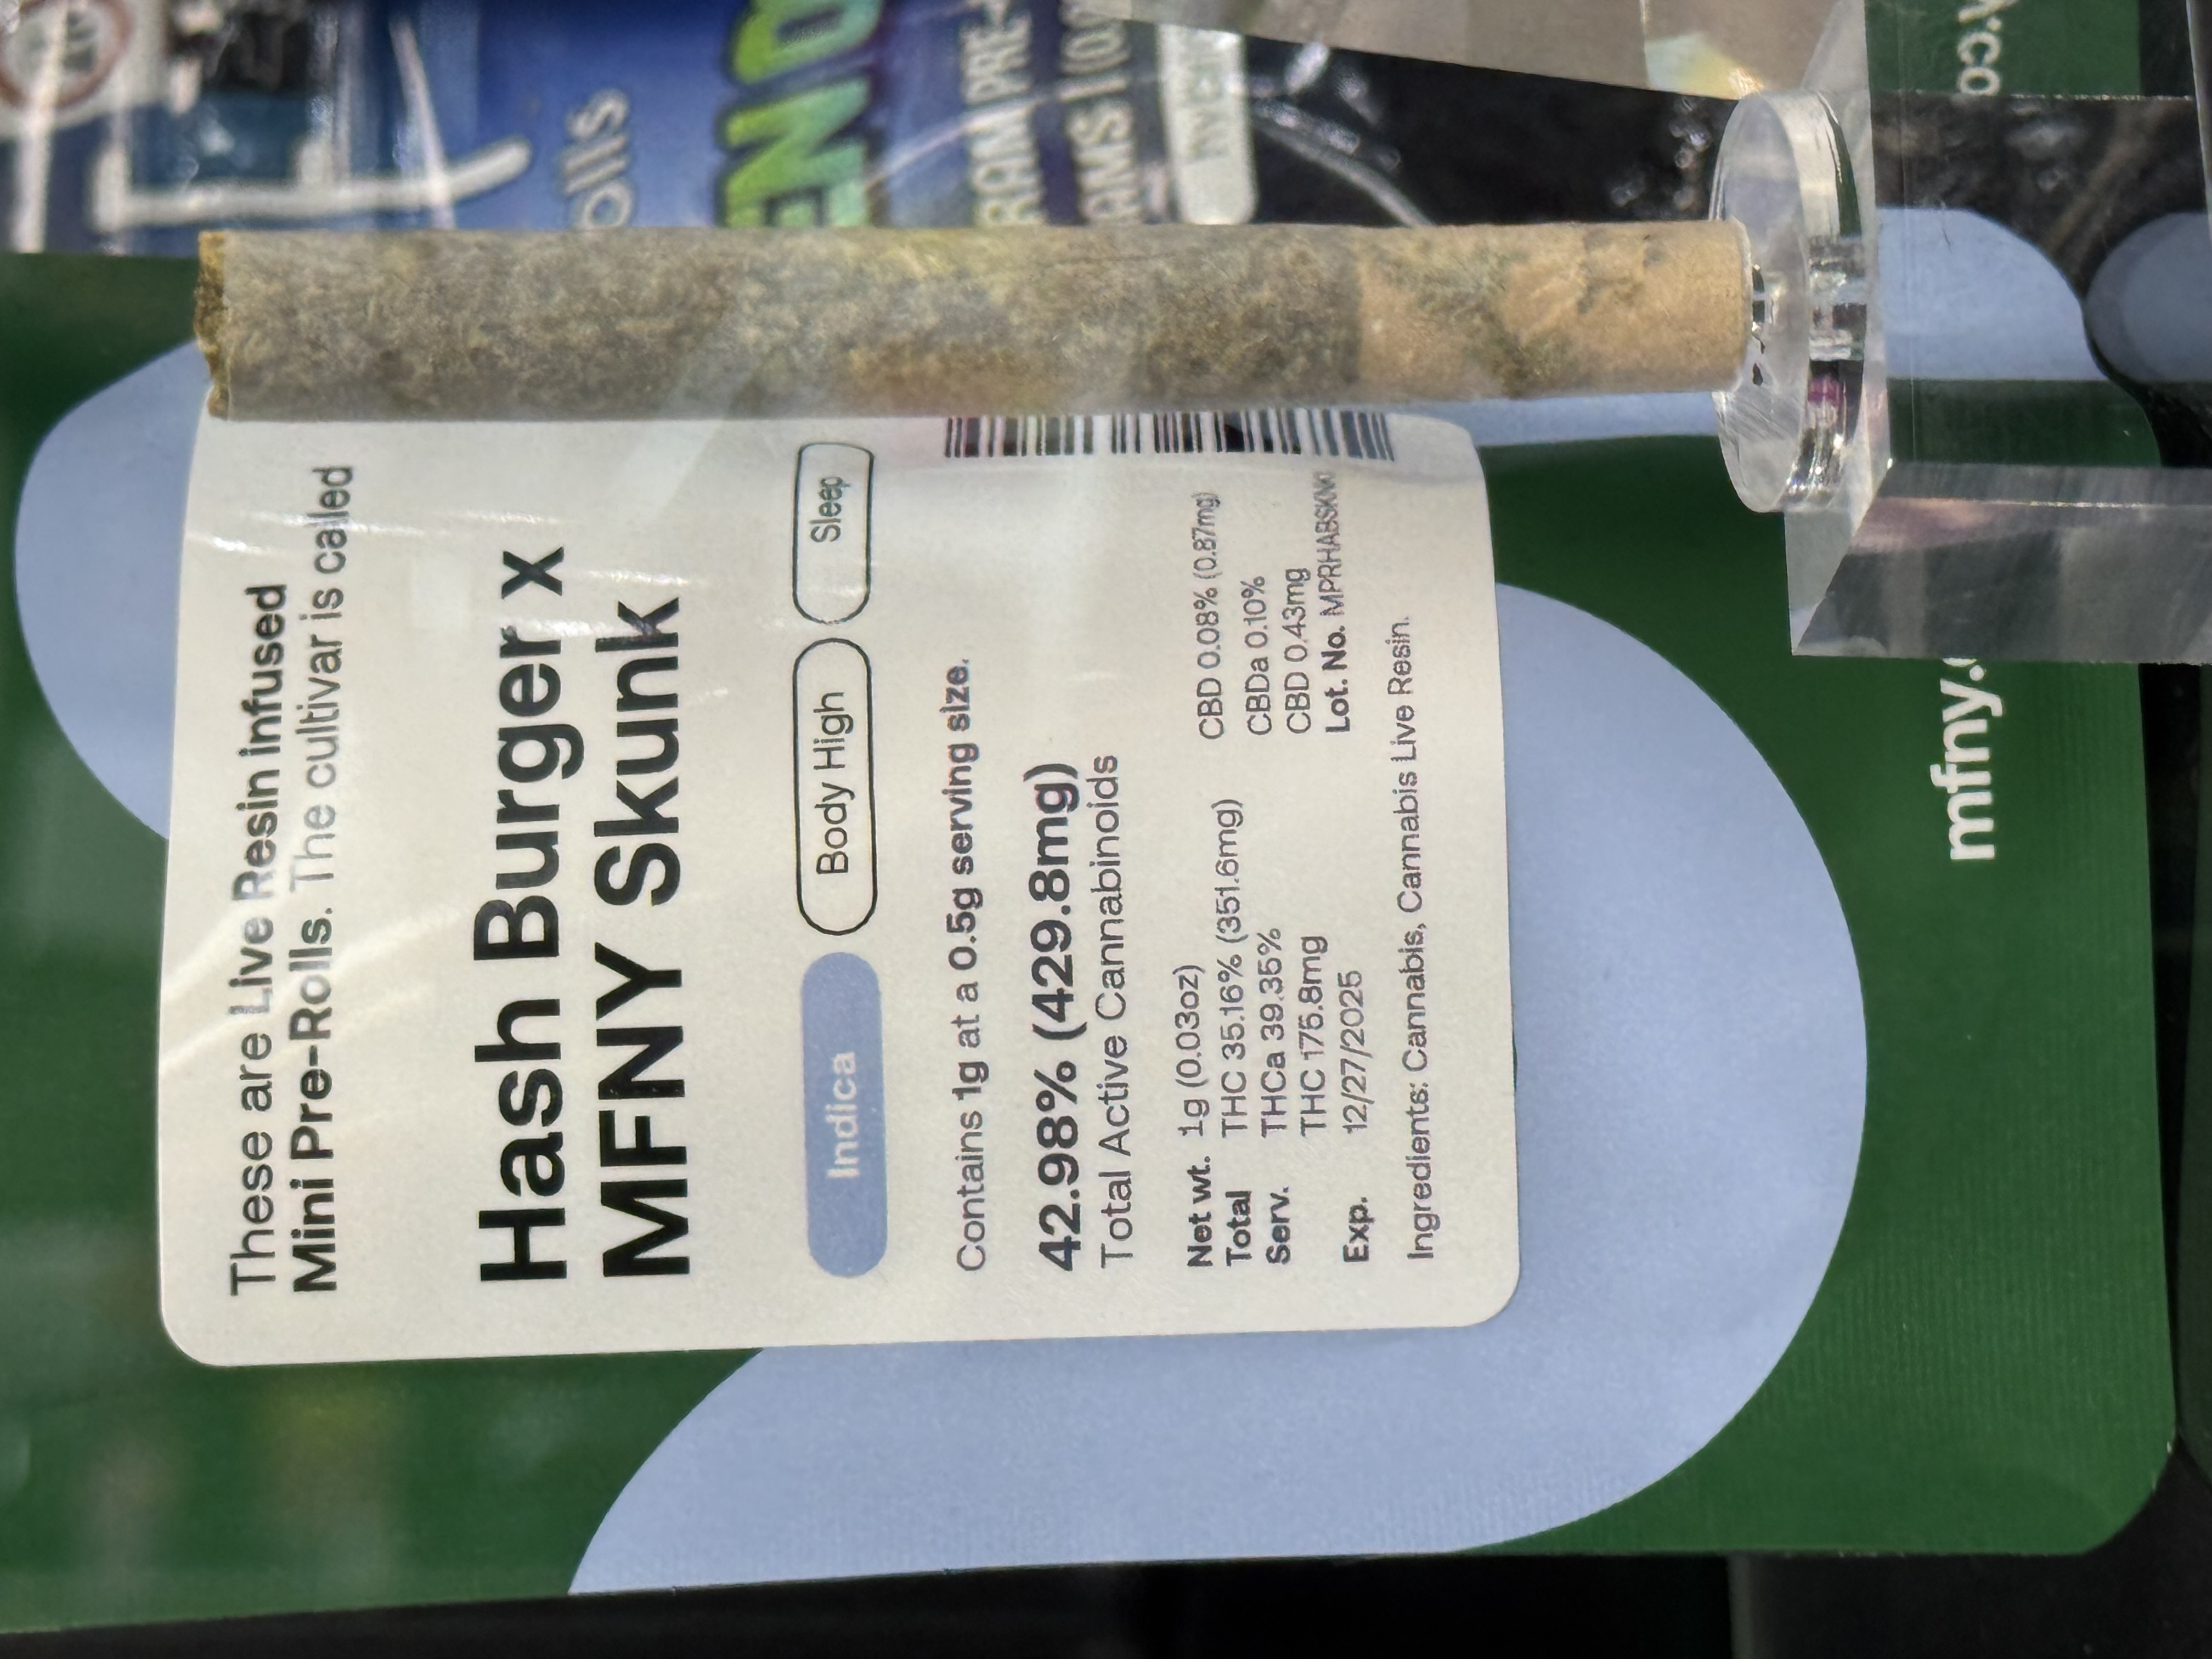 These are Live Resin infused
Mini Pre-Rolls. The cultivar is called
Hash Burger x
MFNY Skunk
Indica Body High Sleep
Contains 1g at a 0.5g serving size.
42.98% (429.8mg)
Total Active Cannabinoids
Net wt. 1g (0.03oz)
Total THC 35.16% (351.6mg) CBD 0.08% (0.87mg)
Serv. THCa 39.35% CBDa 0.10%
THC 175.8mg CBD 0.43mg
Exp. 12/27/2025 Lot. No.
Ingredients: Cannabis, Cannabis Live Resin.
mfny.
olls